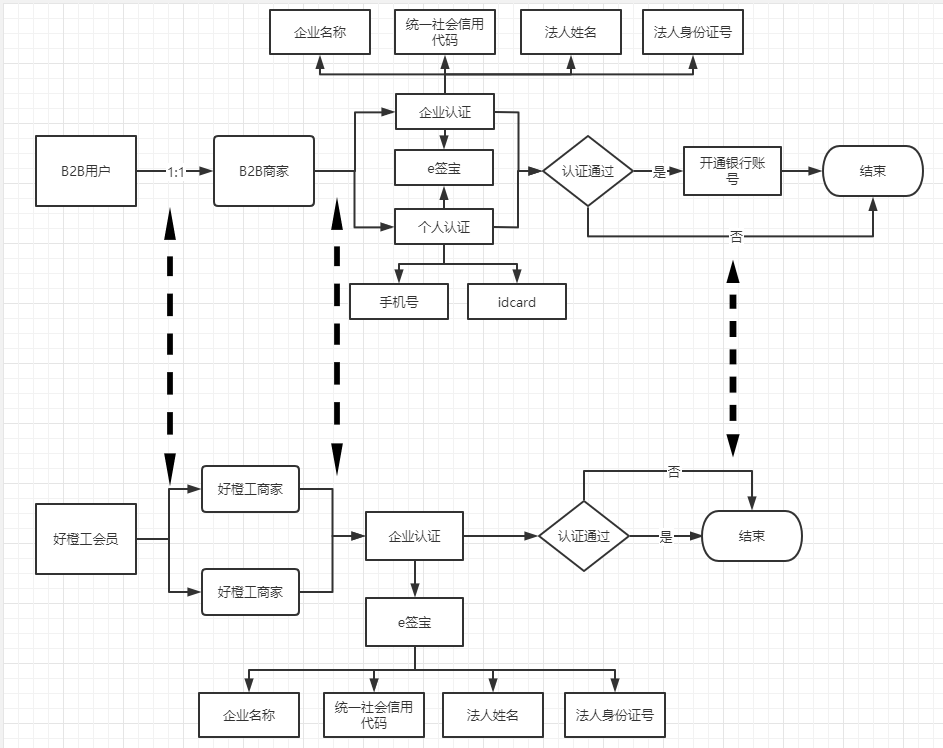 企业名称
统一社会信用
代码
法人姓名
法人身份证号
企业认证
B2B用户
1:1
B2B商家
e签宝
认证通过
是
开通银行账
号
结束
个人认证
否
手机号
idcard
否
好橙工商家
好橙工会员
企业认证
认证通过
是
结束
好橙工商家
e签宝
企业名称
统一社会信用
代码
法人姓名
法人身份证号